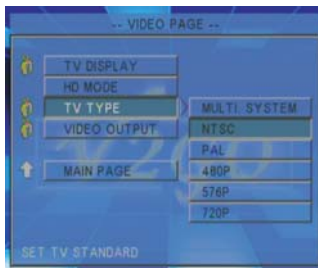 -- VIDEO PAGE --
TV DISPLAY
HD MODE
TV TYPE
VIDEO OUTPUT
MAIN PAGE
MULTI. SYSTEM
NTSC
PAL
480P
576P
720P
SET TV STANDARD